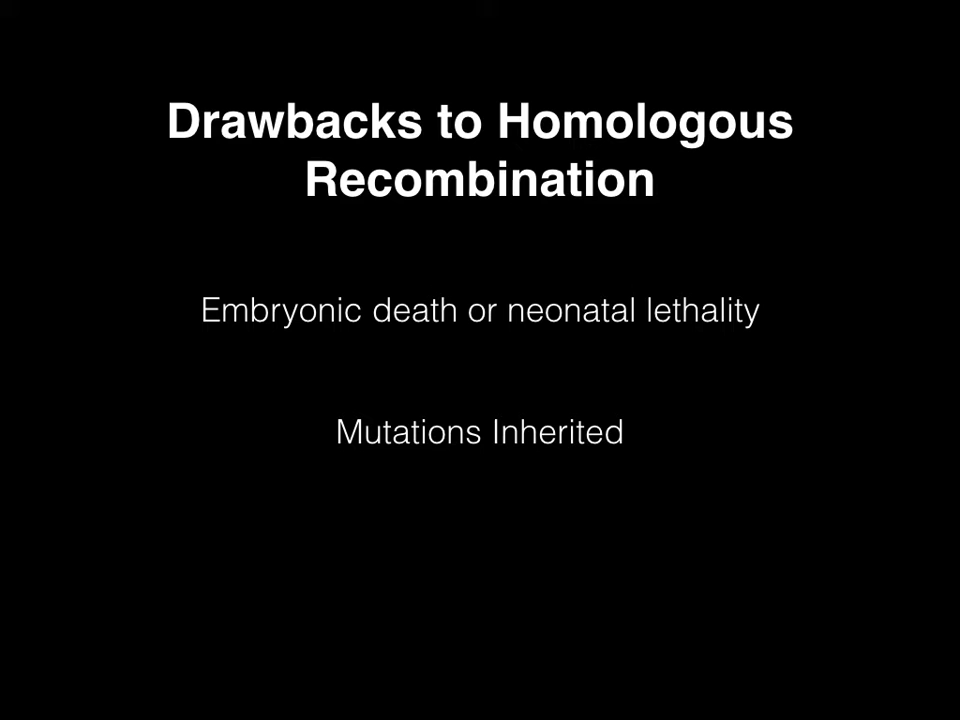 Drawbacks to Homologous
Recombination
Embryonic death or neonatal lethality
Mutations Inherited